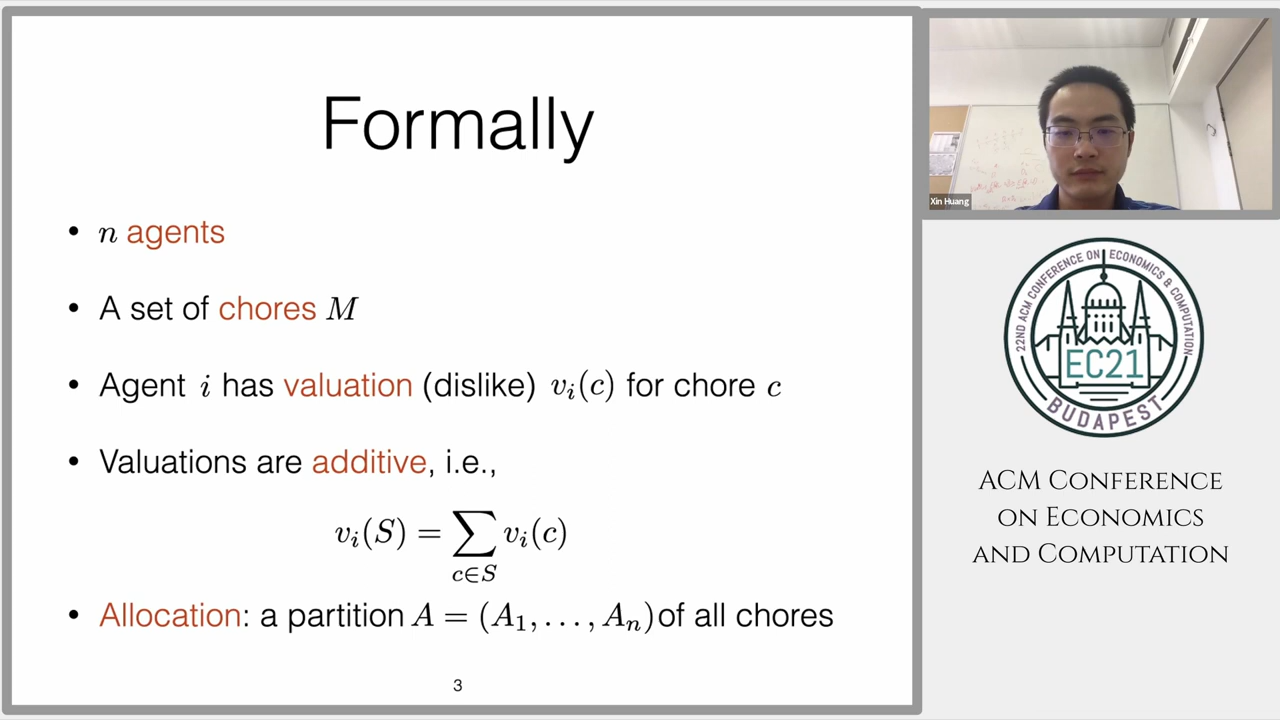 Formally
• n agents
• A set of chores M
• Agent i has valuation (dislike) v_i(c) for chore c
• Valuations are additive, i.e.,
v_i(S) = ∑_{c∈S} v_i(c)
• Allocation: a partition A = (A_1, . . . , A_n) of all chores
3
Xin Huang
22ND ACM CONFERENCE ON ECONOMICS & COMPUTATION
EC21
BUDAPEST
ACM Conference
on Economics
and Computation